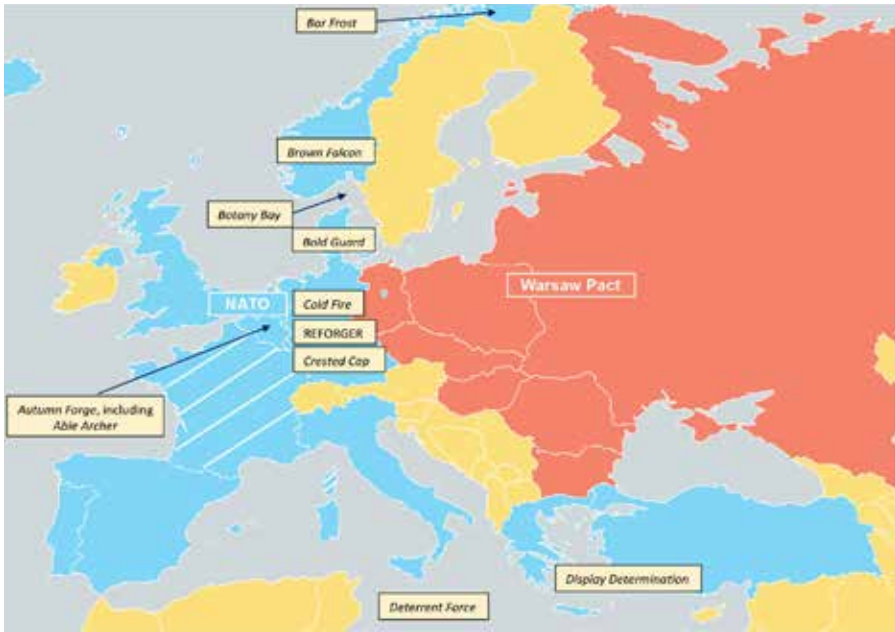 Bar Frost
Brown Falcon
Botany Bay
Bold Guard
Warsaw Pact
NATO
Cold Fire
REFORGER
Crested Cap
Autumn Forge, including
Able Archer
Display Determination
Deterrent Force